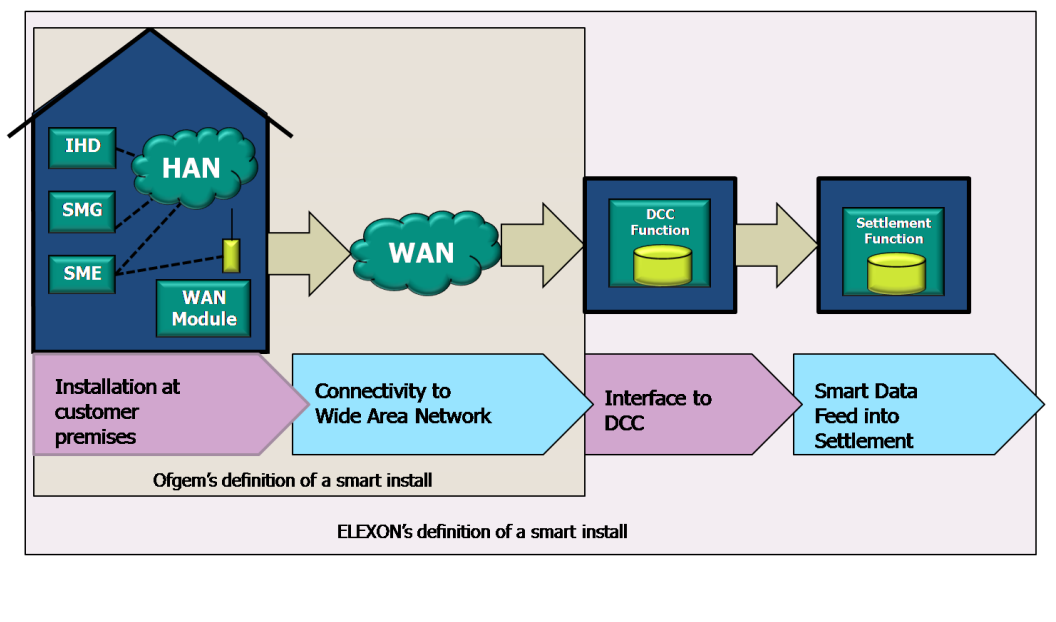 IHD
HAN
SMG
SME
WAN
Module
WAN
DCC
Function
Settlement
Function
Installation at
customer
premises
Connectivity to
Wide Area Network
Interface to
DCC
Smart Data
Feed into
Settlement
Ofgem's definition of a smart install
ELEXON's definition of a smart install